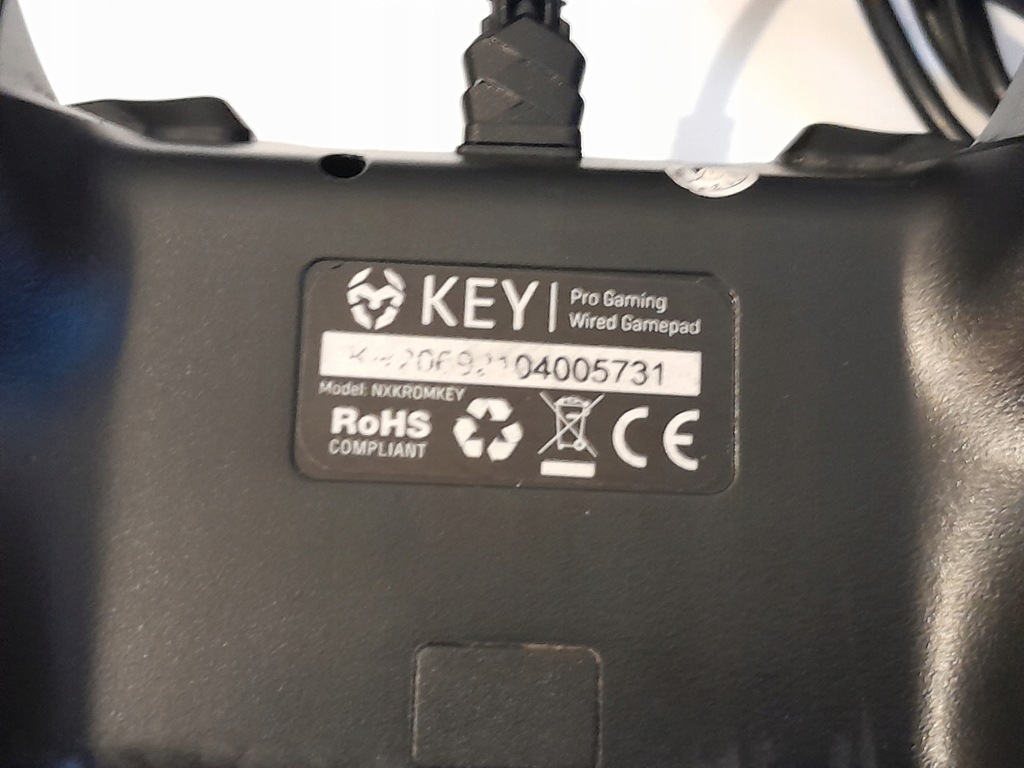 KEY
Pro Gaming
Wired Gamepad
04005731
Model: NXKROMKEY
RoHS
COMPLIANT
CE